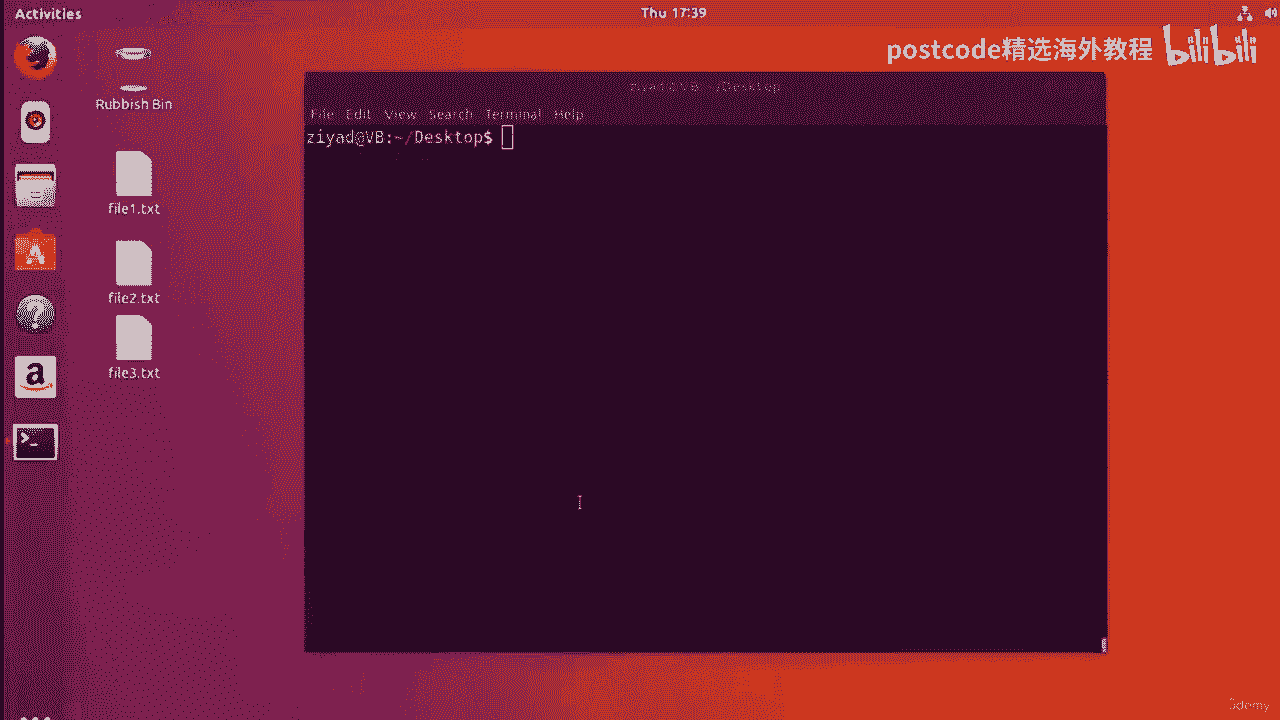 Activities
Thu 17:39
postcode精选海外教程 bilibili
Rubbish Bin
ziyad@VB: ~/Desktop
File Edit View Search Terminal Help
ziyad@VB:~/Desktop$
file1.txt
file2.txt
file3.txt
ûdemy